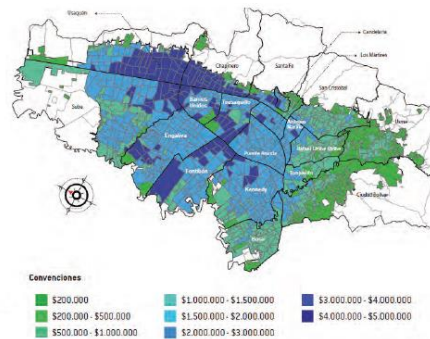 Usaquén
Candelaria
Los Mártires
Chapinero
Santa Fe
San Cristóbal
Suba
Barrios Unidos
Teusaquillo
Usme
Rafael Uribe Uribe
Engativá
Puente Aranda
Tunjuelito
Fontibón
Kennedy
Ciudad Bolívar
Bosa
Convenciones
$200.000
$200.000 - $500.000
$500.000 - $1.000.000
$1.000.000 - $1.500.000
$1.500.000 - $2.000.000
$2.000.000 - $3.000.000
$3.000.000 - $4.000.000
$4.000.000 - $5.000.000